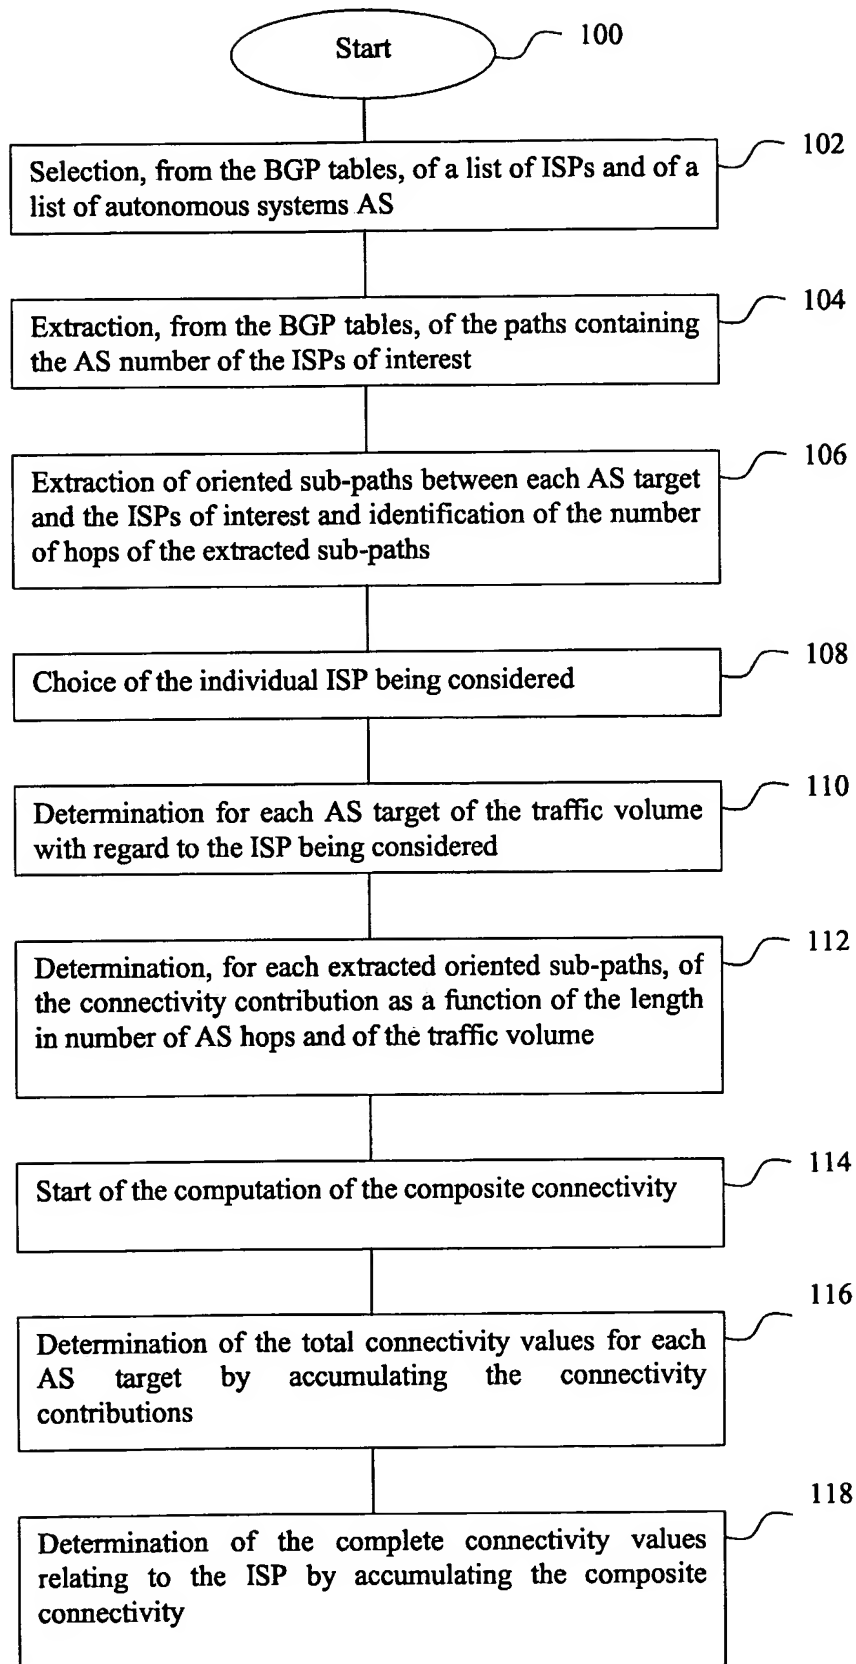 Start
100
102
Selection, from the BGP tables, of a list of ISPs and of a
list of autonomous systems AS
104
Extraction, from the BGP tables, of the paths containing
the AS number of the ISPs of interest
106
Extraction of oriented sub-paths between each AS target
and the ISPs of interest and identification of the number
of hops of the extracted sub-paths
108
Choice of the individual ISP being considered
110
Determination for each AS target of the traffic volume
with regard to the ISP being considered
112
Determination, for each extracted oriented sub-paths, of
the connectivity contribution as a function of the length
in number of AS hops and of the traffic volume
114
Start of the computation of the composite connectivity
116
Determination of the total connectivity values for each
AS target by accumulating the connectivity
contributions
118
Determination of the complete connectivity values
relating to the ISP by accumulating the composite
connectivity